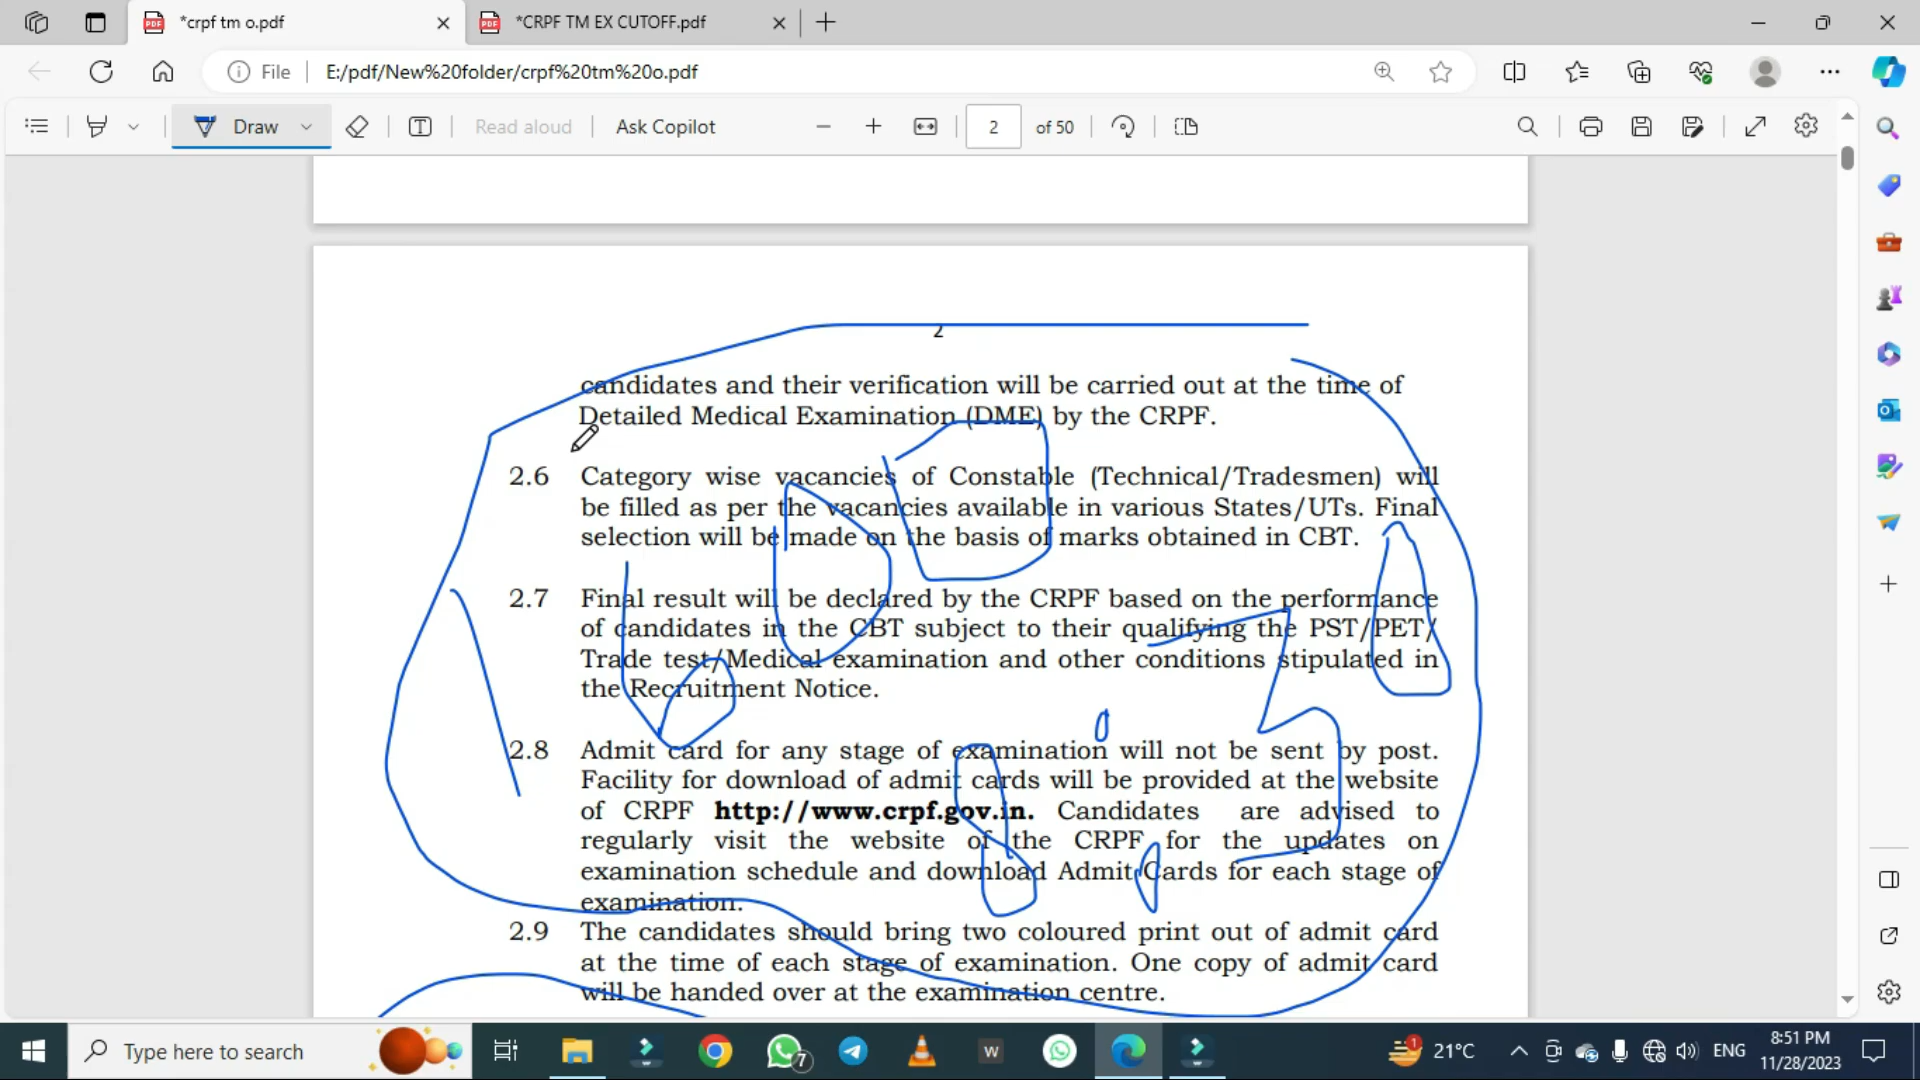 *crpf tm o.pdf
*CRPF TM EX CUTOFF.pdf
File
E:/pdf/New%20folder/crpf%20tm%20o.pdf
Draw
Read aloud
Ask Copilot
2
of 50
2
candidates and their verification will be carried out at the time of
Detailed Medical Examination (DME) by the CRPF.
2.6 Category wise vacancies of Constable (Technical/Tradesmen) will
be filled as per the vacancies available in various States/UTs. Final
selection will be made on the basis of marks obtained in CBT.
2.7 Final result will be declared by the CRPF based on the performance
of candidates in the CBT subject to their qualifying the PST/PET/
Trade test/Medical examination and other conditions stipulated in
the Recruitment Notice.
2.8 Admit card for any stage of examination will not be sent by post.
Facility for download of admit cards will be provided at the website
of CRPF http://www.crpf.gov.in. Candidates are advised to
regularly visit the website of the CRPF for the updates on
examination schedule and download Admit Cards for each stage of
examination.
2.9 The candidates should bring two coloured print out of admit card
at the time of each stage of examination. One copy of admit card
will be handed over at the examination centre.
Type here to search
7
W
1
21°C
ENG
8:51 PM
11/28/2023